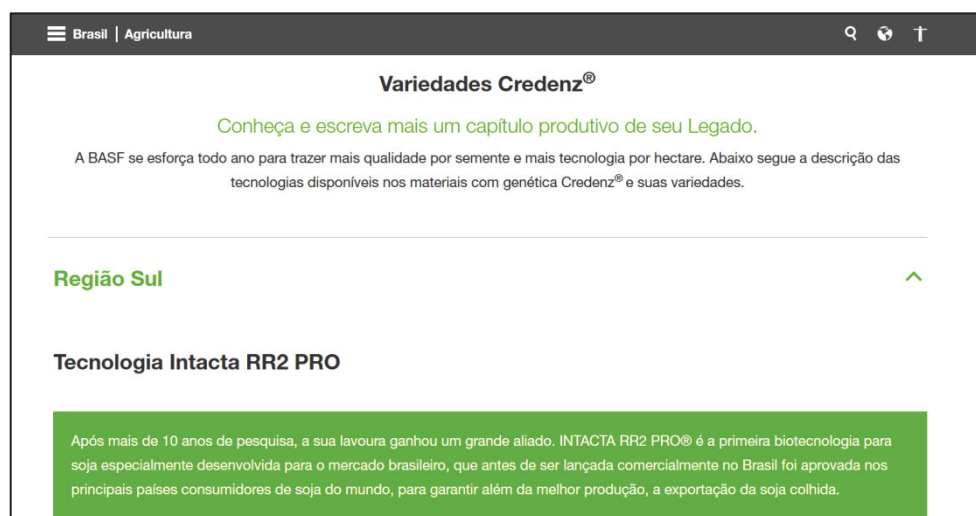 Brasil | Agricultura
Variedades Credenz®
Conheça e escreva mais um capítulo produtivo de seu Legado.
A BASF se esforça todo ano para trazer mais qualidade por semente e mais tecnologia por hectare. Abaixo segue a descrição das
tecnologias disponíveis nos materiais com genética Credenz® e suas variedades.
Região Sul
Tecnologia Intacta RR2 PRO
Após mais de 10 anos de pesquisa, a sua lavoura ganhou um grande aliado. INTACTA RR2 PRO® é a primeira biotecnologia para
soja especialmente desenvolvida para o mercado brasileiro, que antes de ser lançada comercialmente no Brasil foi aprovada nos
principais países consumidores de soja do mundo, para garantir além da melhor produção, a exportação da soja colhida.